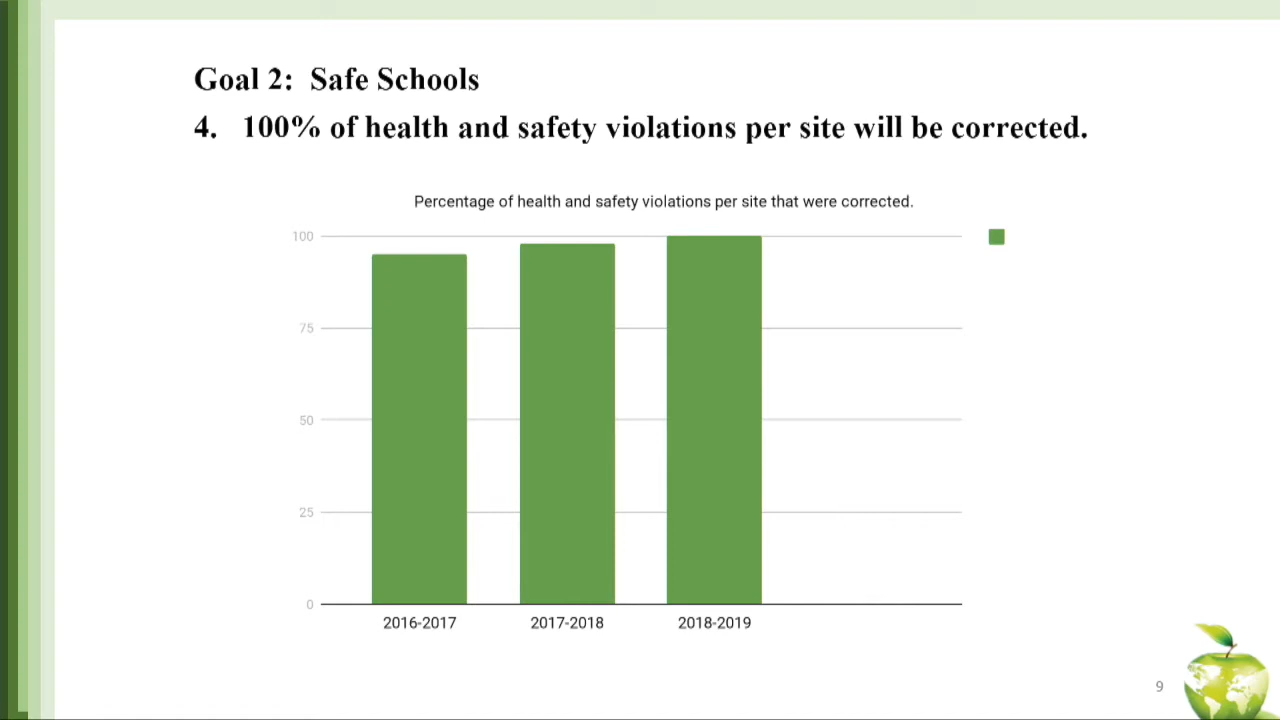 Goal 2: Safe Schools
4. 100% of health and safety violations per site will be corrected.
Percentage of health and safety violations per site that were corrected.
100
75
50
25
0
2016-2017 2017-2018 2018-2019
9